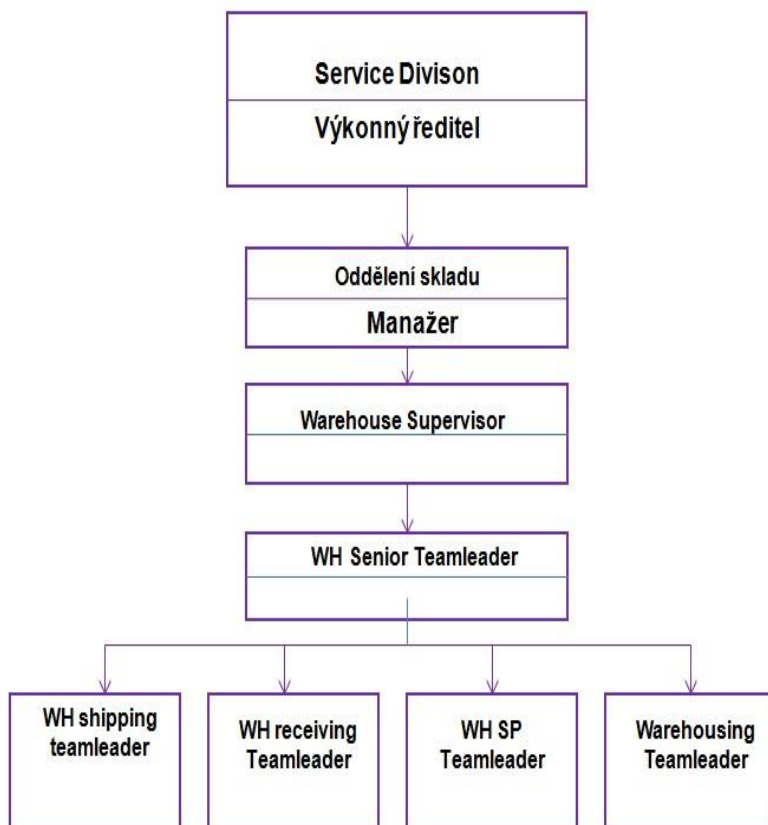 Service Divison
Výkonný ředitel
Oddělení skladu
Manažer
Warehouse Supervisor
WH Senior Teamleader
WH shipping
teamleader
WH receiving
Teamleader
WH SP
Teamleader
Warehousing
Teamleader